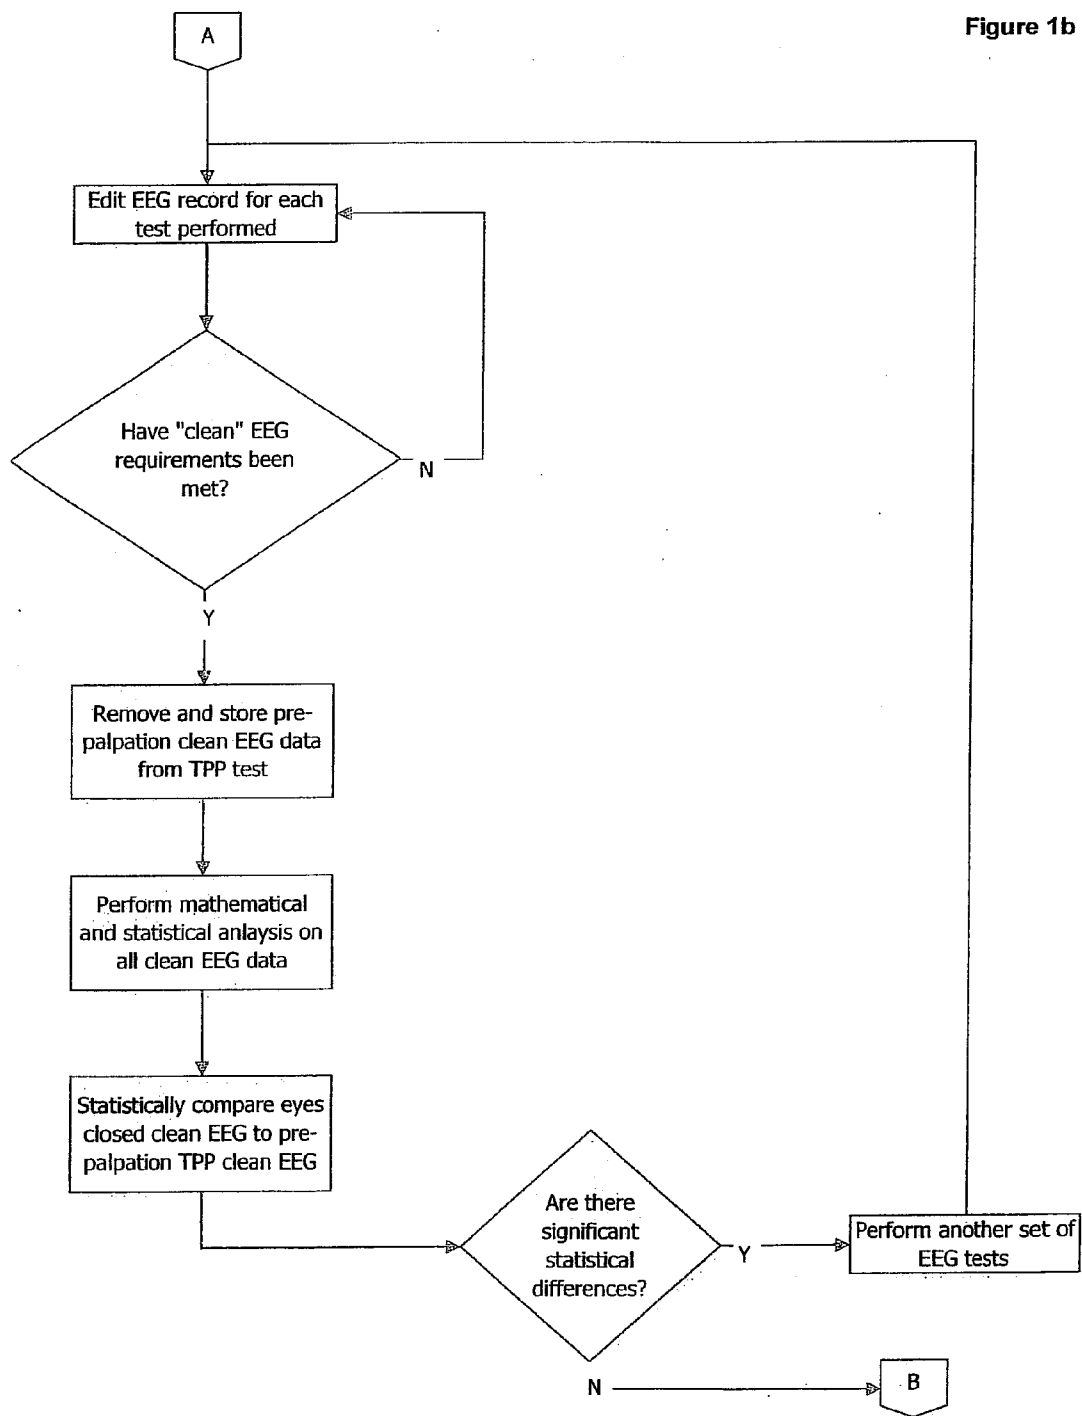 Figure 1b
A
Edit EEG record for each
test performed
Have "clean" EEG
requirements been
met?
N
Y
Remove and store pre-
palpation clean EEG data
from TPP test
Perform mathematical
and statistical anlaysis on
all clean EEG data
Statistically compare eyes
closed clean EEG to pre-
palpation TPP clean EEG
Are there
significant
statistical
differences?
Y
Perform another set of
EEG tests
N
B